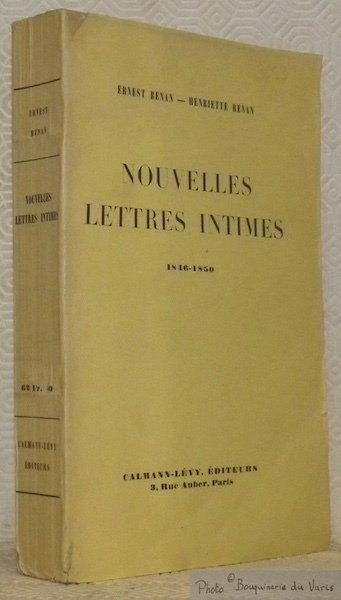 ERNEST RENAN — HENRIETTE RENAN
NOUVELLES
LETTRES INTIMES
1846-1850
CALMANN-LÉVY, ÉDITEURS
3, Rue Auber, Paris
ERNEST
RENAN
NOUVELLES
LETTRES INTIMES
CALMANN-LÉVY
ÉDITEURS
Photo © Bouquinerie du Varis